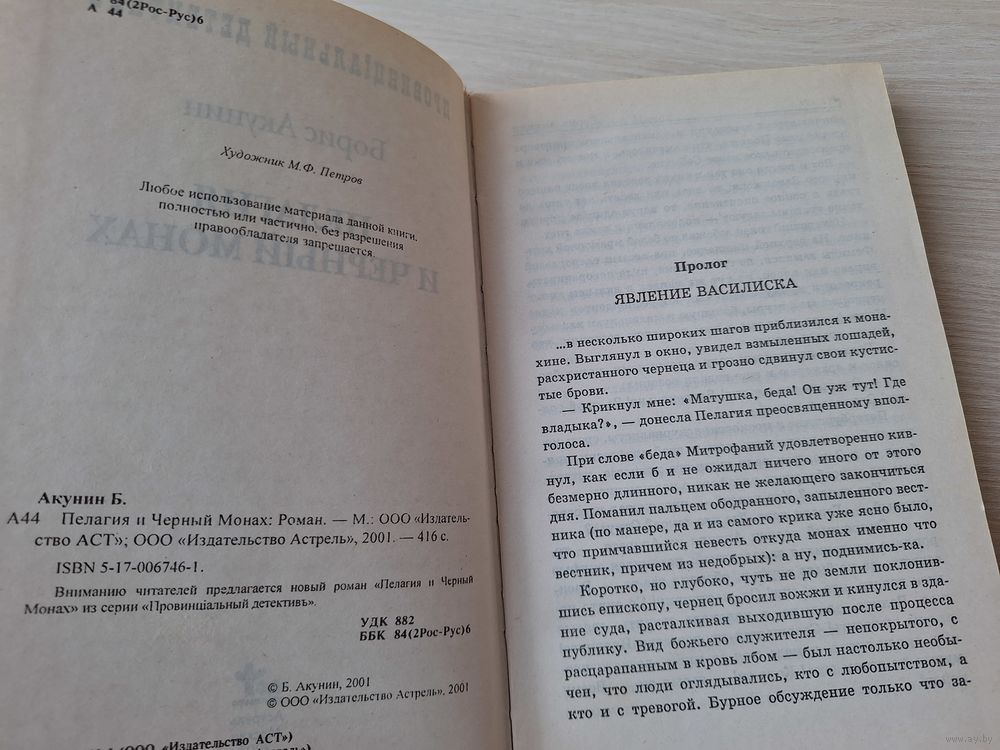 84(2Рос-Рус)6
А 44
Художник М.Ф. Петров
Любое использование материала данной книги,
полностью или частично, без разрешения
правообладателя запрещается.
Акунин Б.
А44 Пелагия и Черный Монах: Роман. — М.: ООО «Издатель-
ство АСТ»; ООО «Издательство Астрель», 2001. — 416 с.
ISBN 5-17-006746-1.
Вниманию читателей предлагается новый роман «Пелагия и Черный
Монах» из серии «Провинцiальный детективъ».
УДК 882
ББК 84(2Рос-Рус)6
© Б. Акунин, 2001
© ООО «Издательство Астрель», 2001
(ООО «Издательство АСТ»)
Пролог
ЯВЛЕНИЕ ВАСИЛИСКА
...в несколько широких шагов приблизился к мона-
хине. Выглянул в окно, увидел взмыленных лошадей,
расхристанного чернеца и грозно сдвинул свои кустис-
тые брови.
— Крикнул мне: «Матушка, беда! Он уж тут! Где
владыка?», — донесла Пелагия преосвященному впол-
голоса.
При слове «беда» Митрофаний удовлетворенно кив-
нул, как если б и не ожидал ничего иного от этого
безмерно длинного, никак не желающего закончиться
дня. Поманил пальцем ободранного, запыленного вест-
ника (по манере, да и из самого крика уже ясно было,
что примчавшийся невесть откуда монах именно что
вестник, причем из недобрых): а ну, поднимись-ка.
Коротко, но глубоко, чуть не до земли поклонив-
шись епископу, чернец бросил вожжи и кинулся в зда-
ние суда, расталкивая выходившую после процесса
публику. Вид божьего служителя — непокрытого, с
расцарапанным в кровь лбом — был настолько необы-
чен, что люди оглядывались, кто с любопытством, а
кто и с тревогой. Бурное обсуждение только что за-
www.ay.by